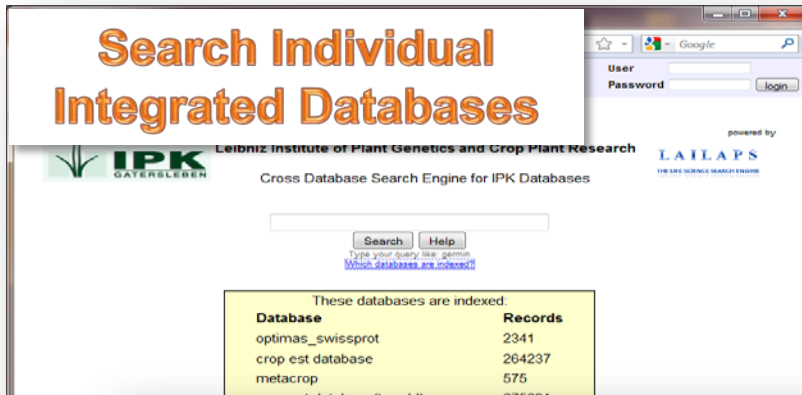 Search Individual
Integrated Databases
Google
User
Password
login
powered by
IPK
GATERSLEBEN
Leibniz Institute of Plant Genetics and Crop Plant Research
LAILAPS
THE LIFE SCIENCE SEARCH ENGINE
Cross Database Search Engine for IPK Databases
Search Help
Type your query like: germin
Which databases are indexed?
These databases are indexed:
Database Records
optimas_swissprot 2341
crop est database 264237
metacrop 575